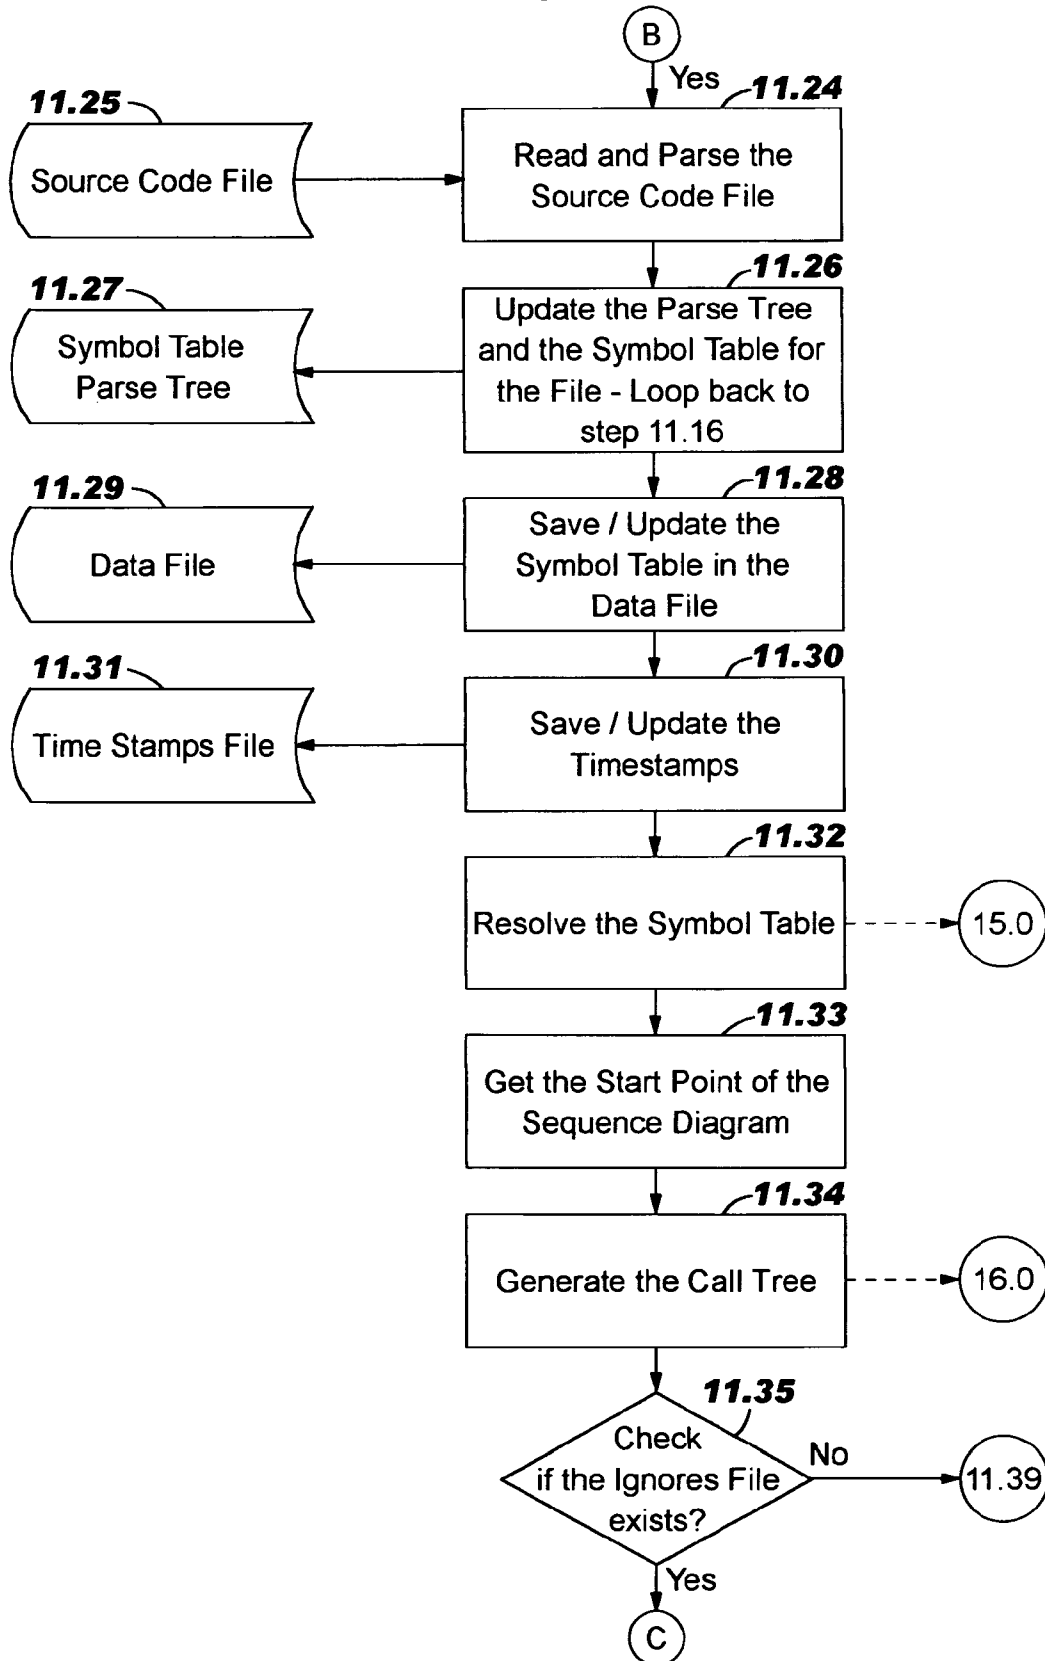 B
Yes
11.24
11.25
Read and Parse the
Source Code File
Source Code File
11.26
11.27
Update the Parse Tree
and the Symbol Table for
the File - Loop back to
step 11.16
Symbol Table
Parse Tree
11.28
11.29
Save / Update the
Symbol Table in the
Data File
Data File
11.30
11.31
Save / Update the
Timestamps
Time Stamps File
11.32
Resolve the Symbol Table
15.0
11.33
Get the Start Point of the
Sequence Diagram
11.34
Generate the Call Tree
16.0
11.35
Check
if the Ignores File
exists?
No
11.39
Yes
C